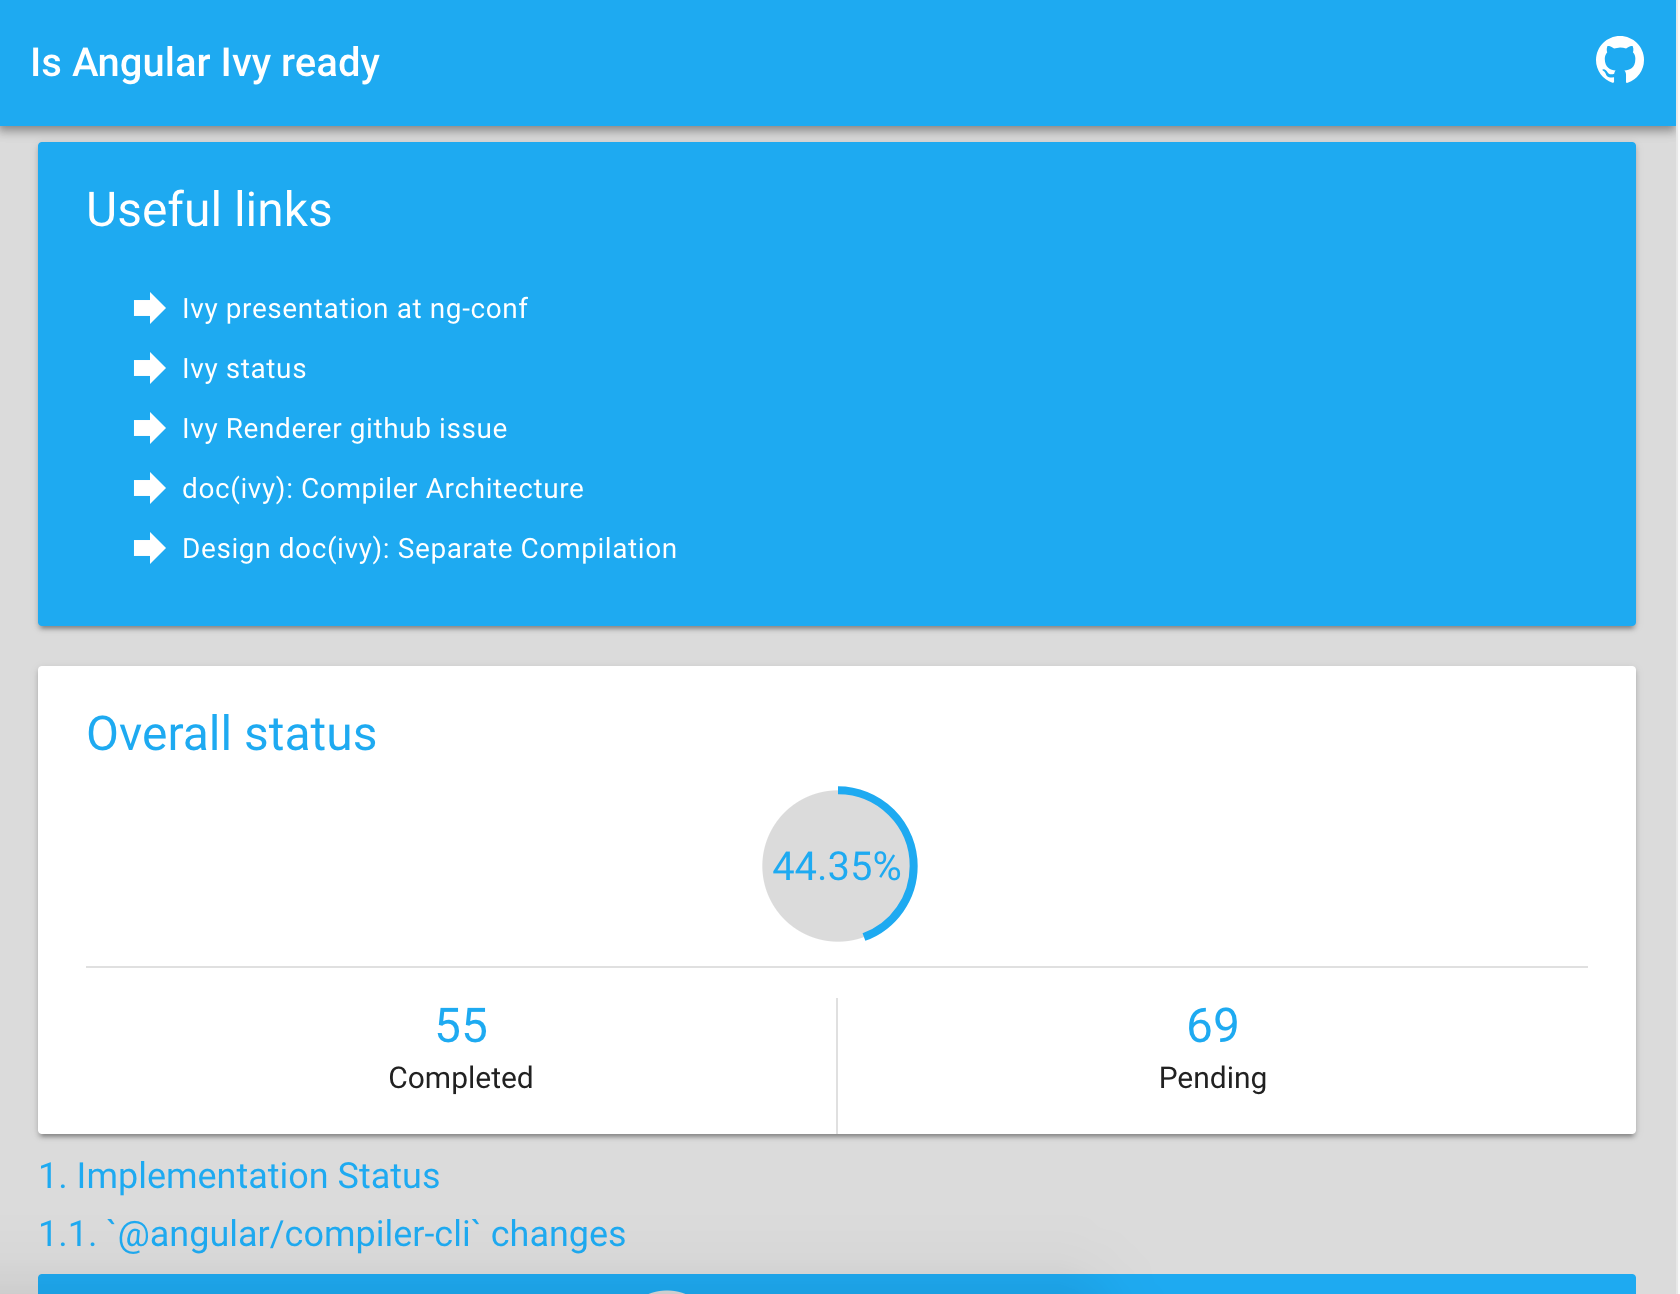 Is Angular Ivy ready
Useful links
Ivy presentation at ng-conf
Ivy status
Ivy Renderer github issue
doc(ivy): Compiler Architecture
Design doc(ivy): Separate Compilation
Overall status
44.35%
55
Completed
69
Pending
1. Implementation Status
1.1. `@angular/compiler-cli` changes